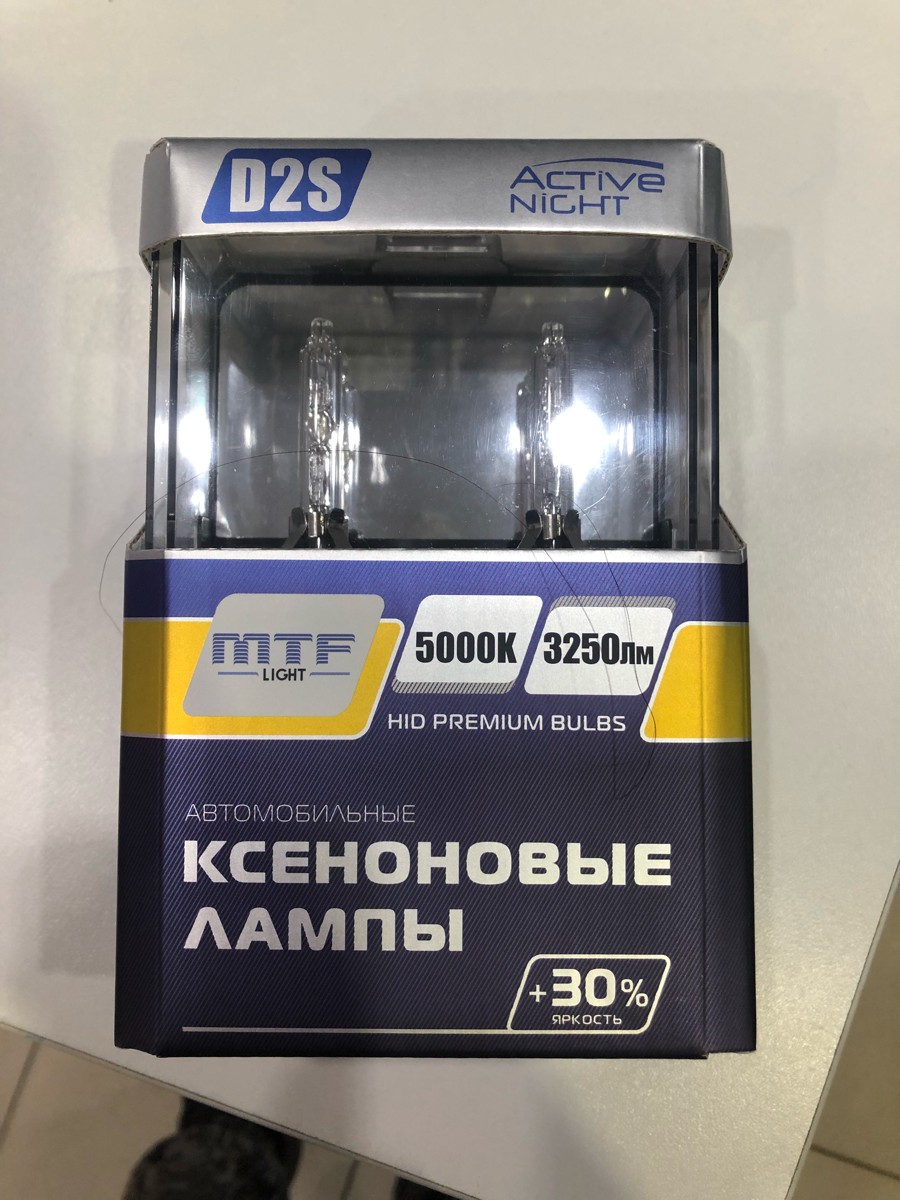 D2S
ACTiVe
NiGHT
MTF
LIGHT
5000K
3250Лм
HID PREMIUM BULBS
АВТОМОБИЛЬНЫЕ
КСЕНОНОВЫЕ
ЛАМПЫ
+30%
ЯРКОСТЬ